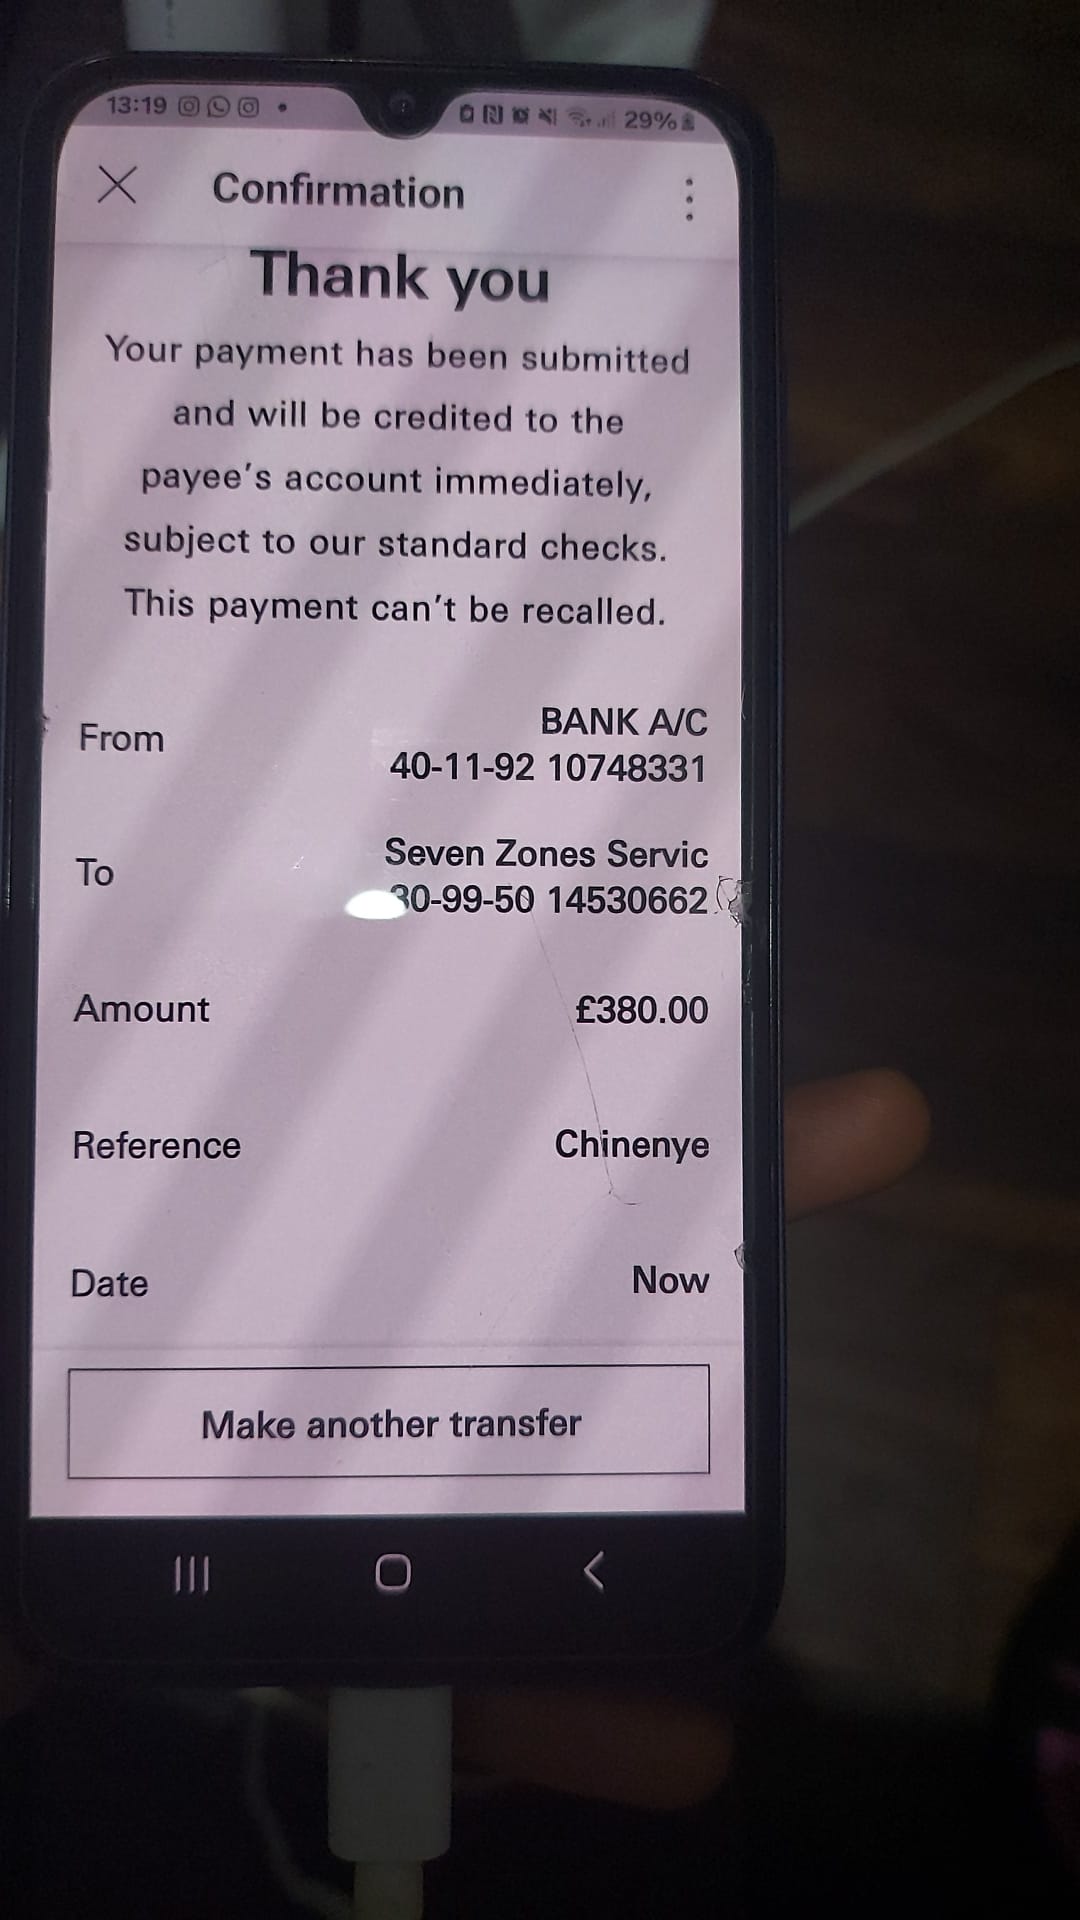 13:19
29%
Confirmation
Thank you
Your payment has been submitted
and will be credited to the
payee's account immediately,
subject to our standard checks.
This payment can't be recalled.
From
BANK A/C
40-11-92 10748331
To
Seven Zones Servic
30-99-50 14530662
Amount
£380.00
Reference
Chinenye
Date
Now
Make another transfer